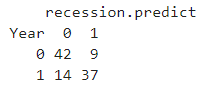 recession.predict
Year 0 1
0 42 9
1 14 37